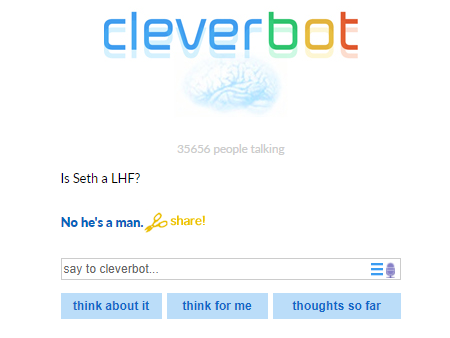 cleverbot
35656 people talking
Is Seth a LHF?
No he's a man. share!
say to cleverbot...
think about it think for me thoughts so far